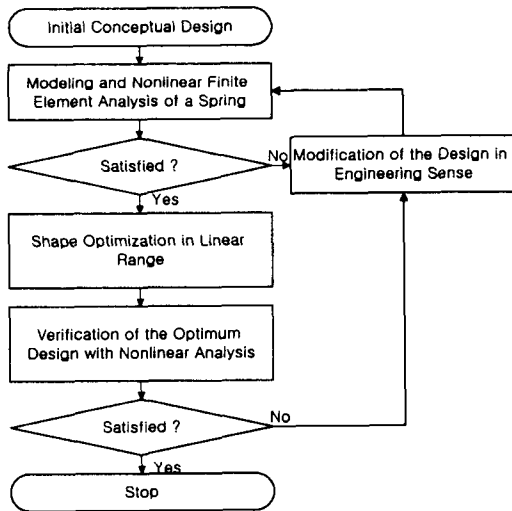 Initial Conceptual Design
Modeling and Nonlinear Finite
Element Analysis of a Spring
Satisfied ?
No
Modification of the Design in
Engineering Sense
Yes
Shape Optimization in Linear
Range
Verification of the Optimum
Design with Nonlinear Analysis
Satisfied ?
No
Yes
Stop